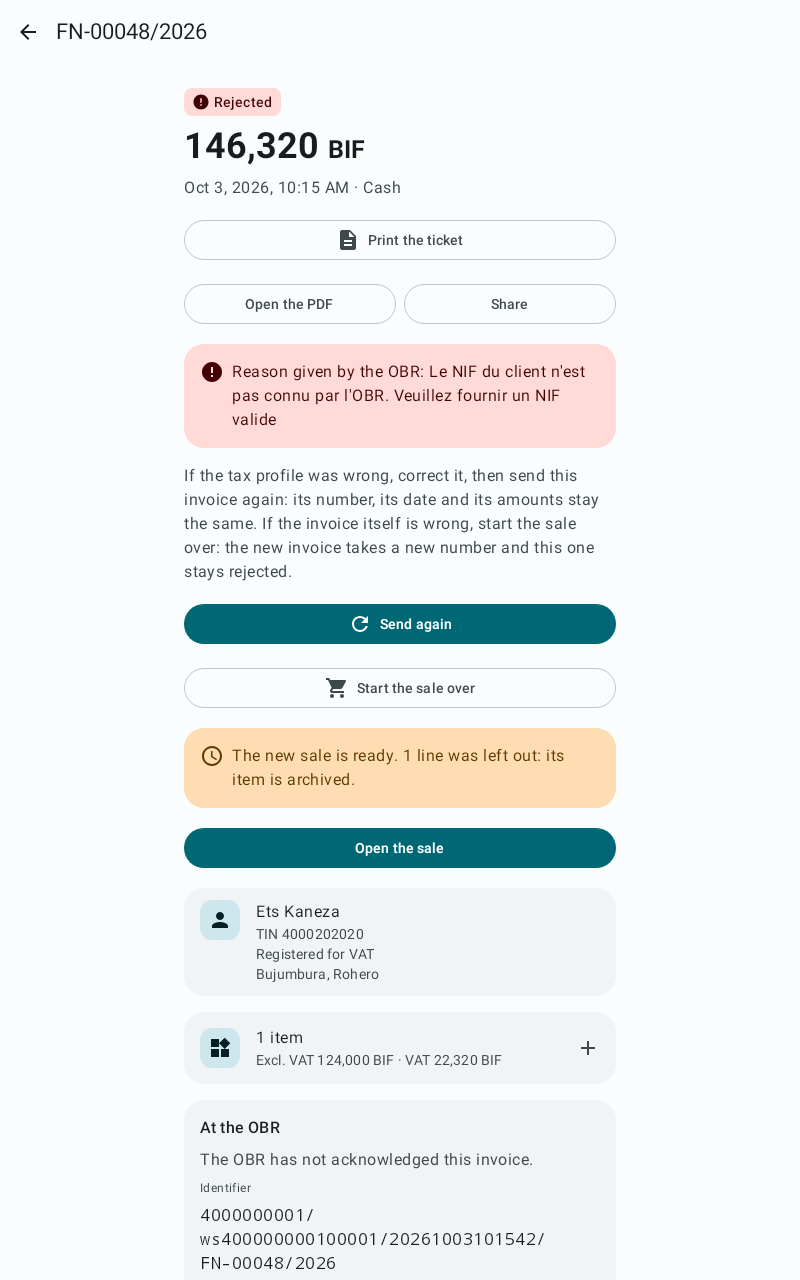 FN-00048/2026
Rejected
146,320 BIF
Oct 3, 2026, 10:15 AM · Cash
Print the ticket
Open the PDF
Share
Reason given by the OBR: Le NIF du client n'est
pas connu par l'OBR. Veuillez fournir un NIF
valide
If the tax profile was wrong, correct it, then send this
invoice again: its number, its date and its amounts stay
the same. If the invoice itself is wrong, start the sale
over: the new invoice takes a new number and this one
stays rejected.
Send again
Start the sale over
The new sale is ready. 1 line was left out: its
item is archived.
Open the sale
Ets Kaneza
TIN 4000202020
Registered for VAT
Bujumbura, Rohero
1 item
Excl. VAT 124,000 BIF · VAT 22,320 BIF
At the OBR
The OBR has not acknowledged this invoice.
Identifier
4000000001/
ws400000000100001/20261003101542/
FN-00048/2026